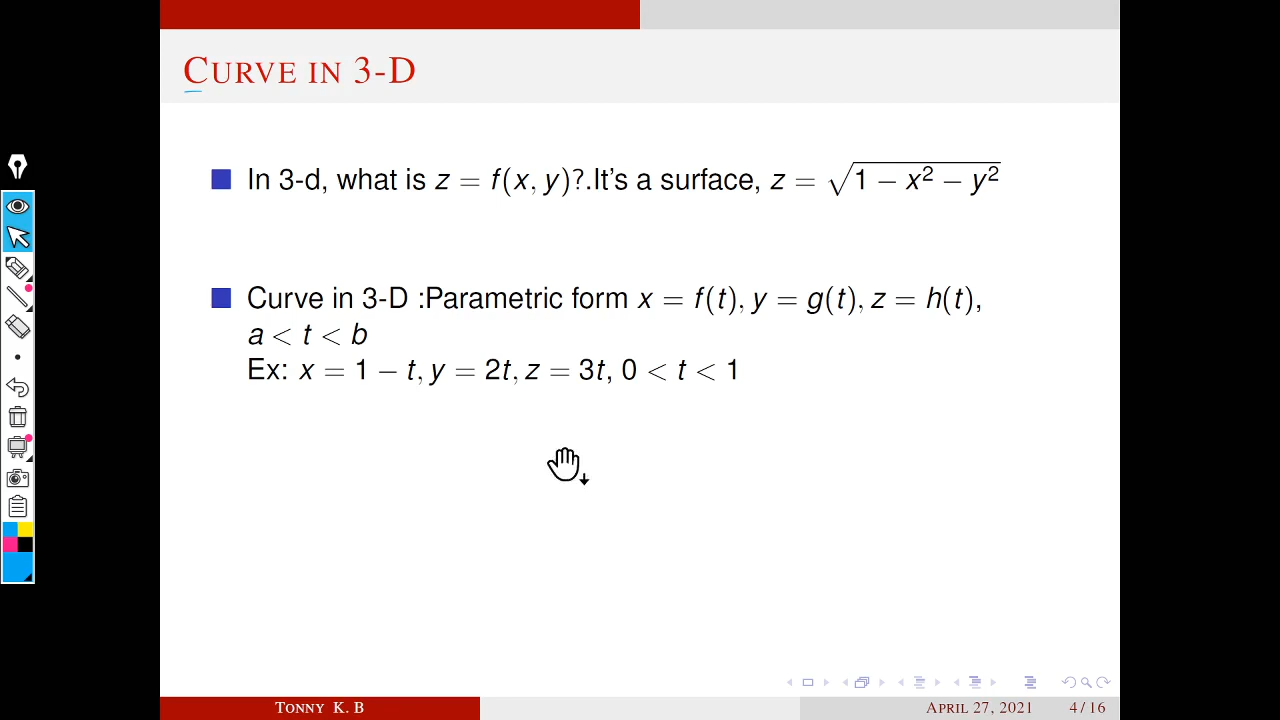 CURVE IN 3-D
In 3-d, what is z = f(x, y)?.It's a surface, z = √1 − x² − y²
Curve in 3-D :Parametric form x = f(t), y = g(t), z = h(t),
a < t < b
Ex: x = 1 − t, y = 2t, z = 3t, 0 < t < 1
TONNY K. B
APRIL 27, 2021
4 / 16